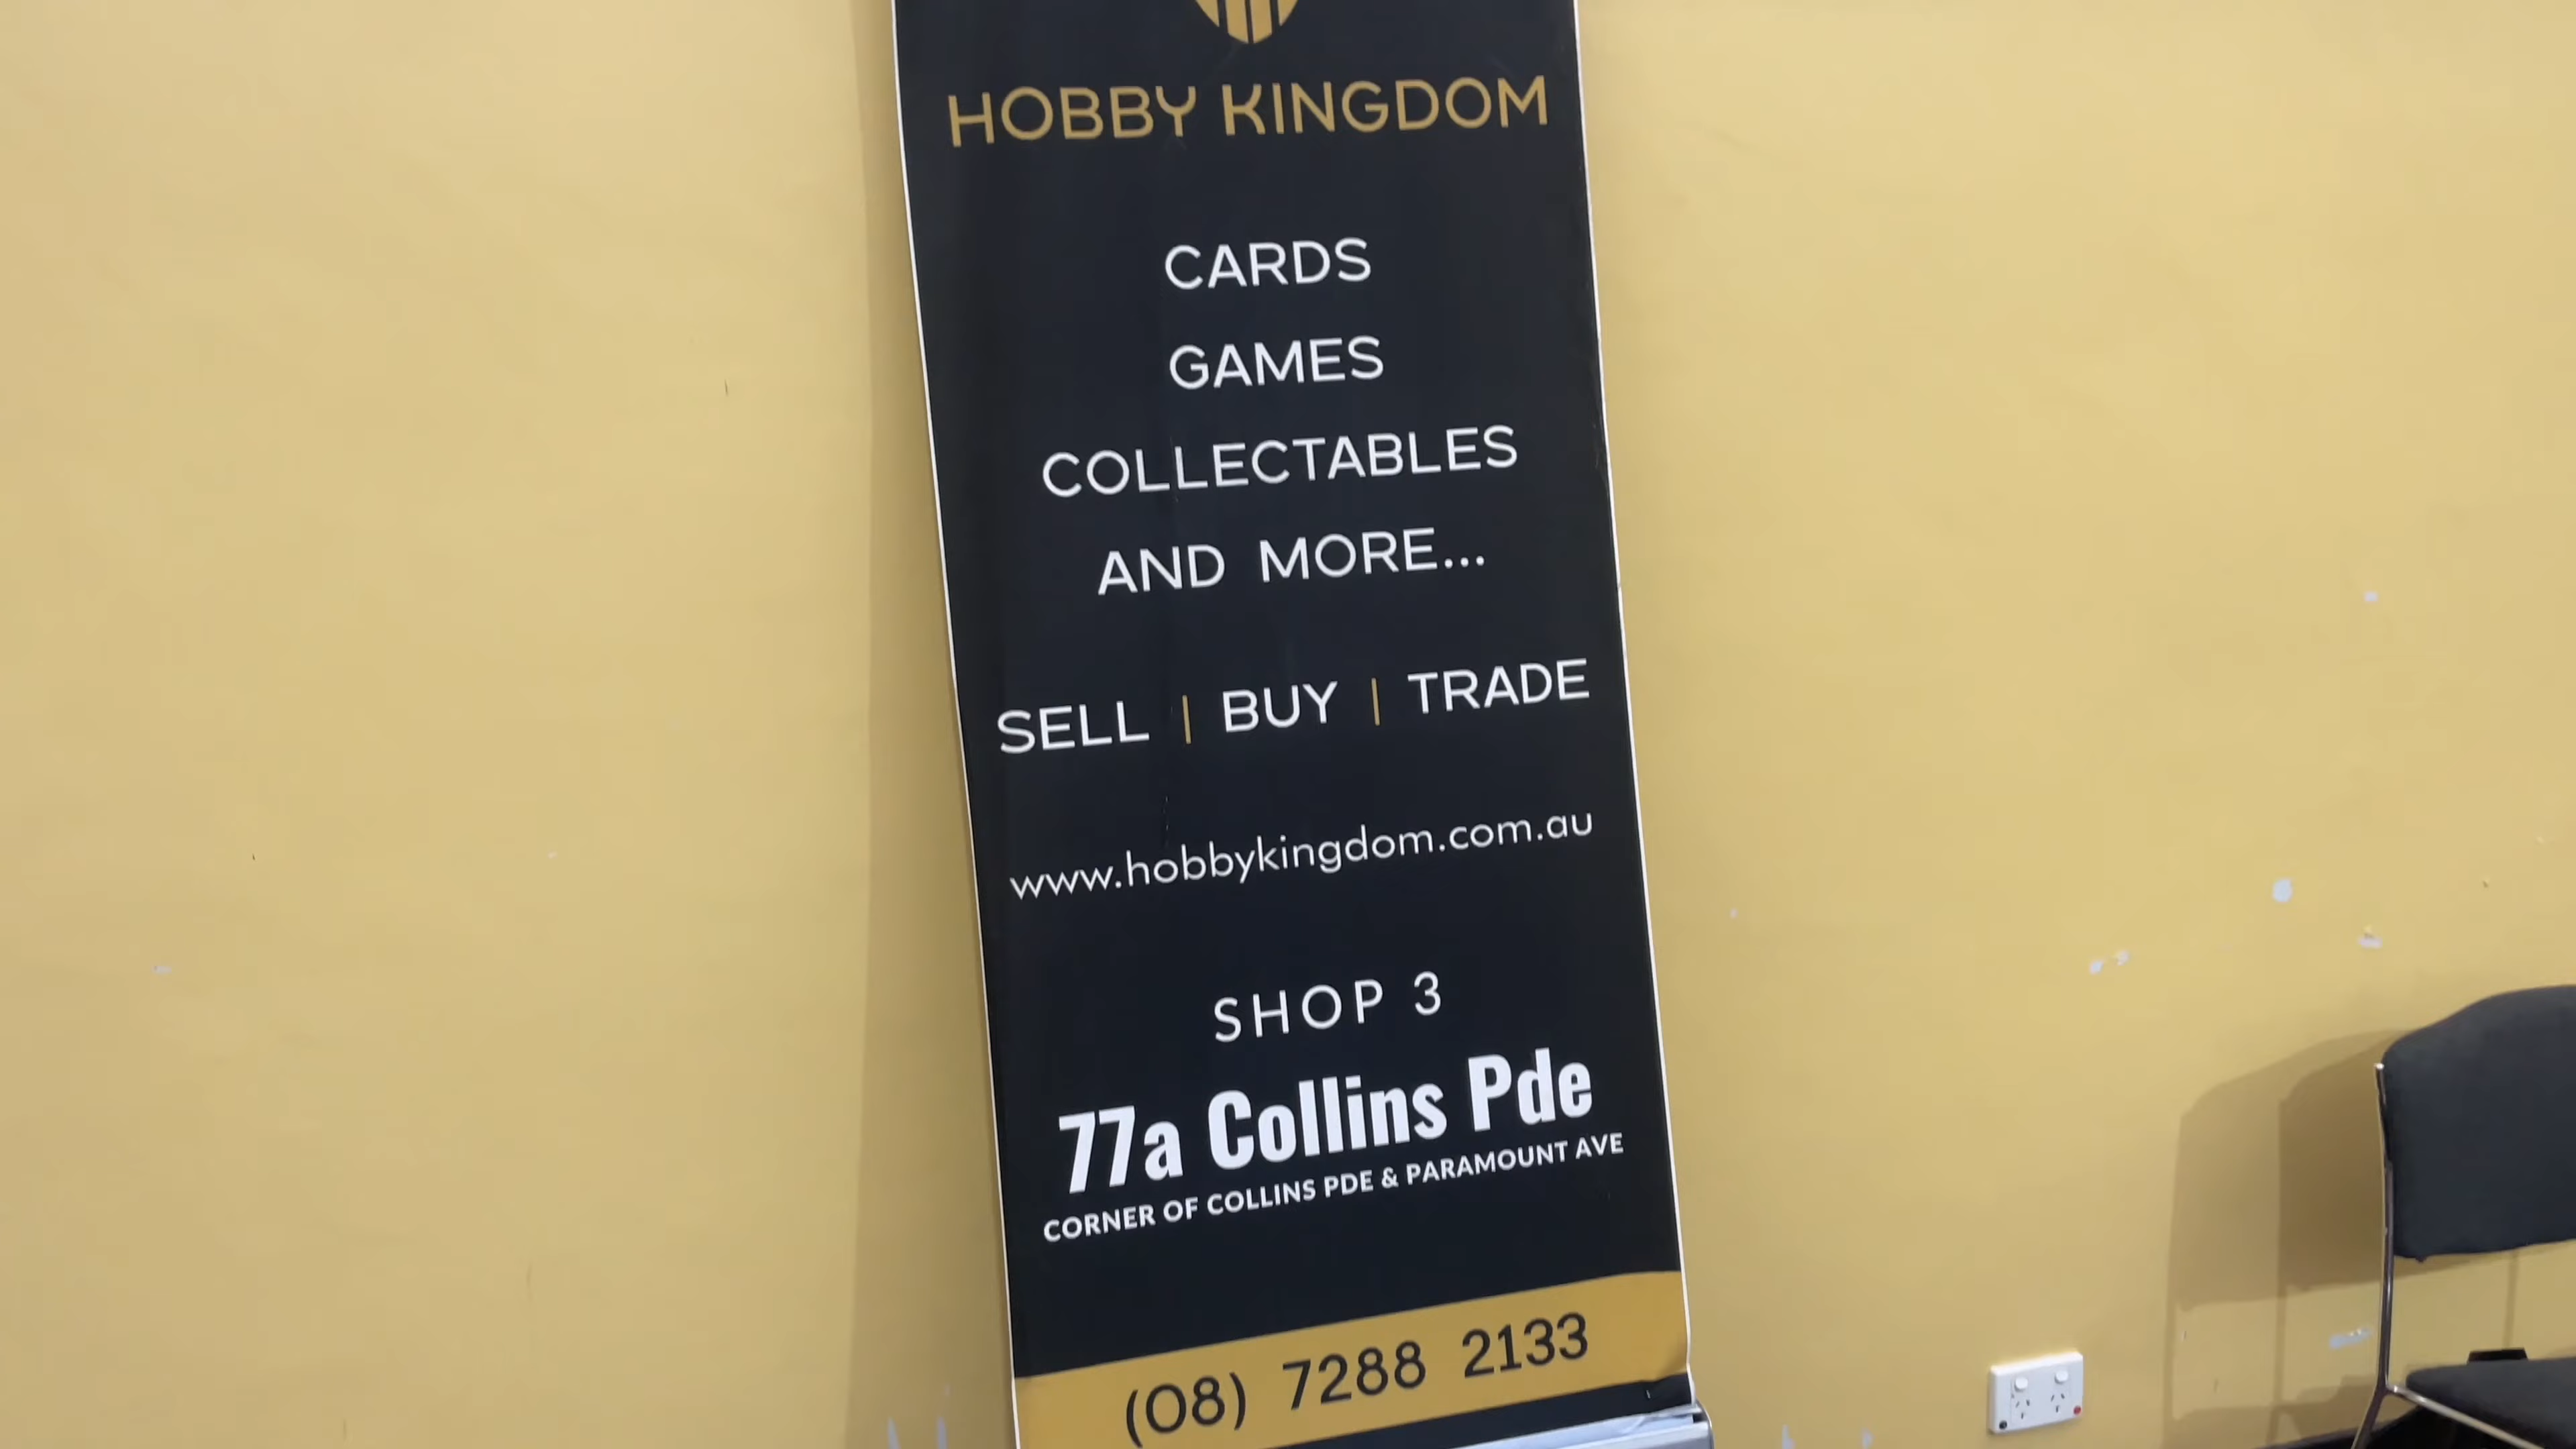 HOBBY KINGDOM
CARDS
GAMES
COLLECTABLES
AND MORE...
SELL | BUY | TRADE
www.hobbykingdom.com.au
SHOP 3
77a Collins Pde
CORNER OF COLLINS PDE & PARAMOUNT AVE
(08) 7288 2133